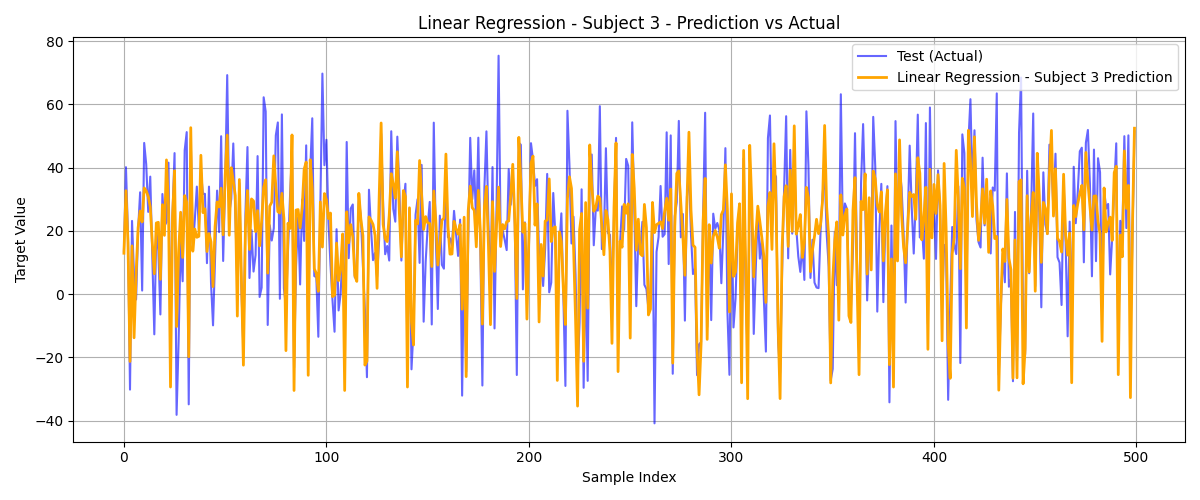 Linear Regression - Subject 3 - Prediction vs Actual
80
60
40
20
0
−20
−40
Target Value
Test (Actual)
Linear Regression - Subject 3 Prediction
0 100 200 300 400 500
Sample Index